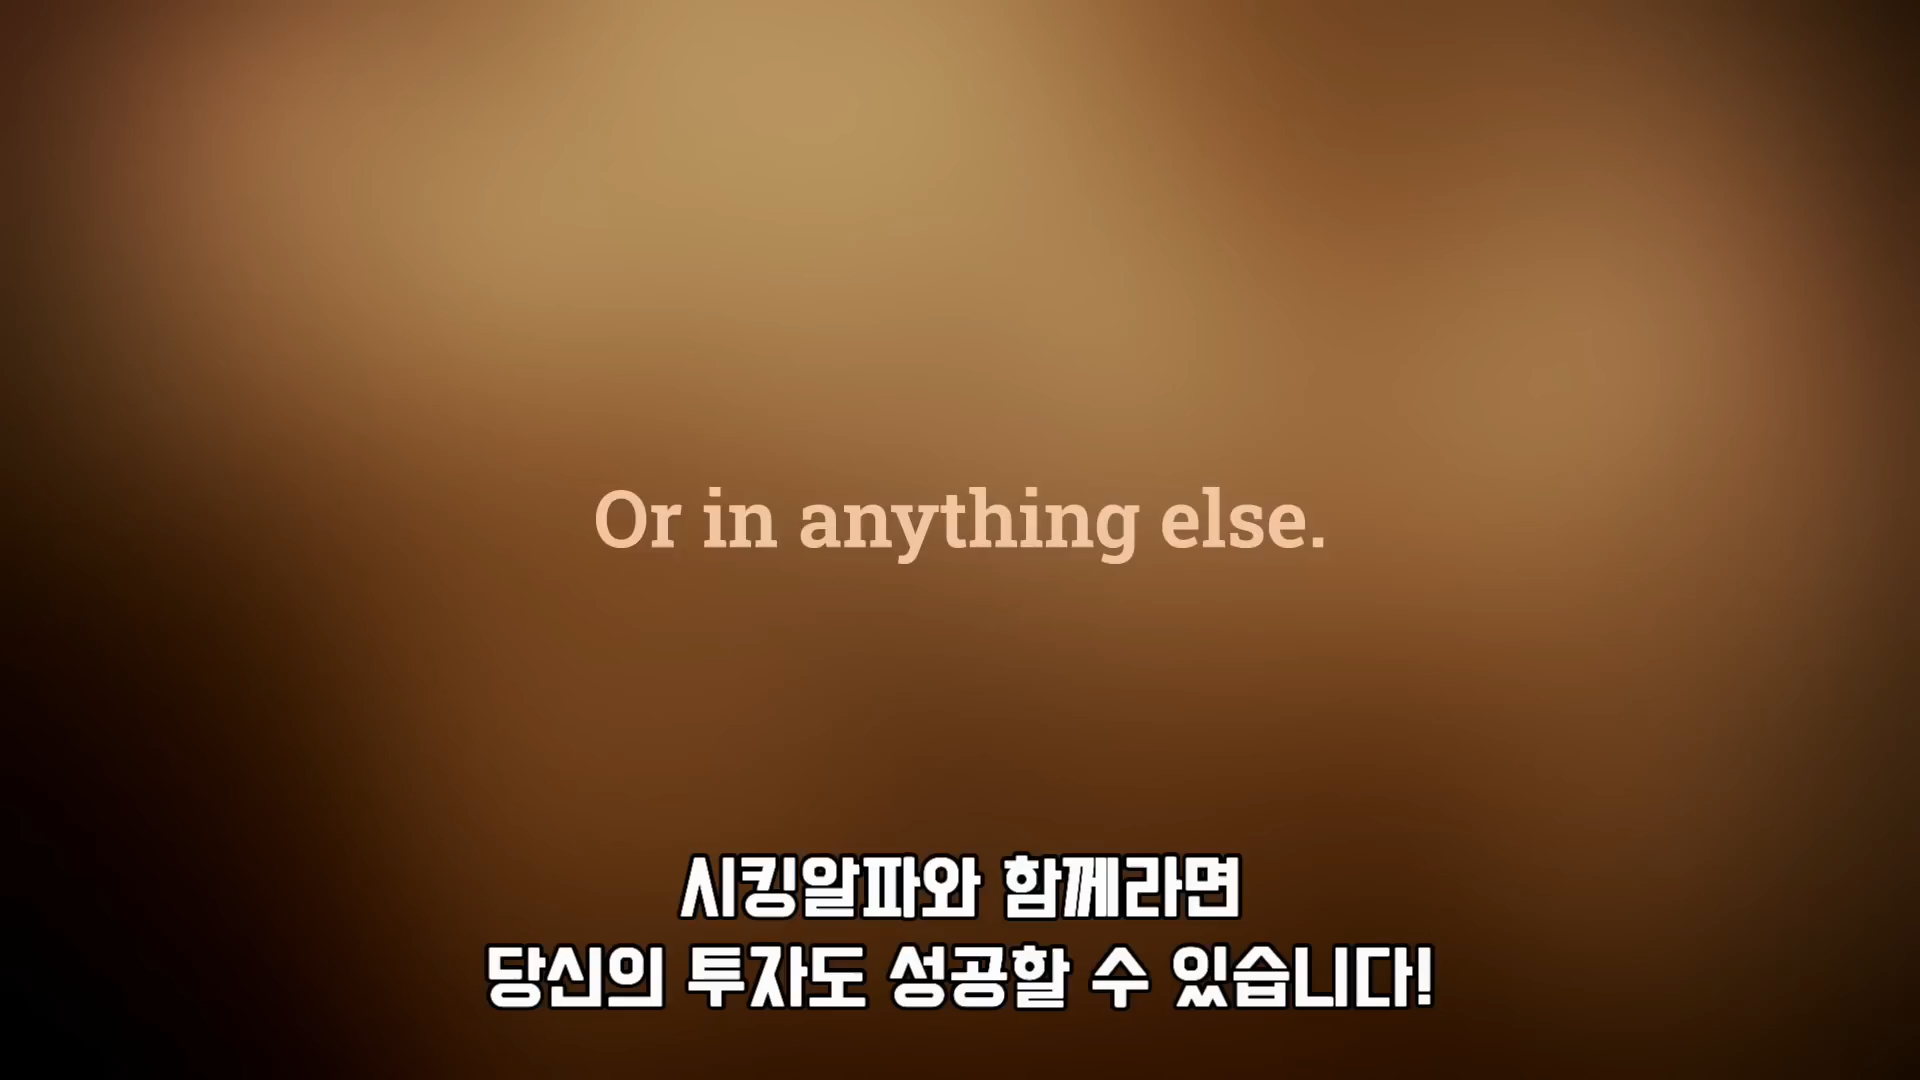 Or in anything else.
시킹알파와 함께라면
당신의 투자도 성공할 수 있습니다!